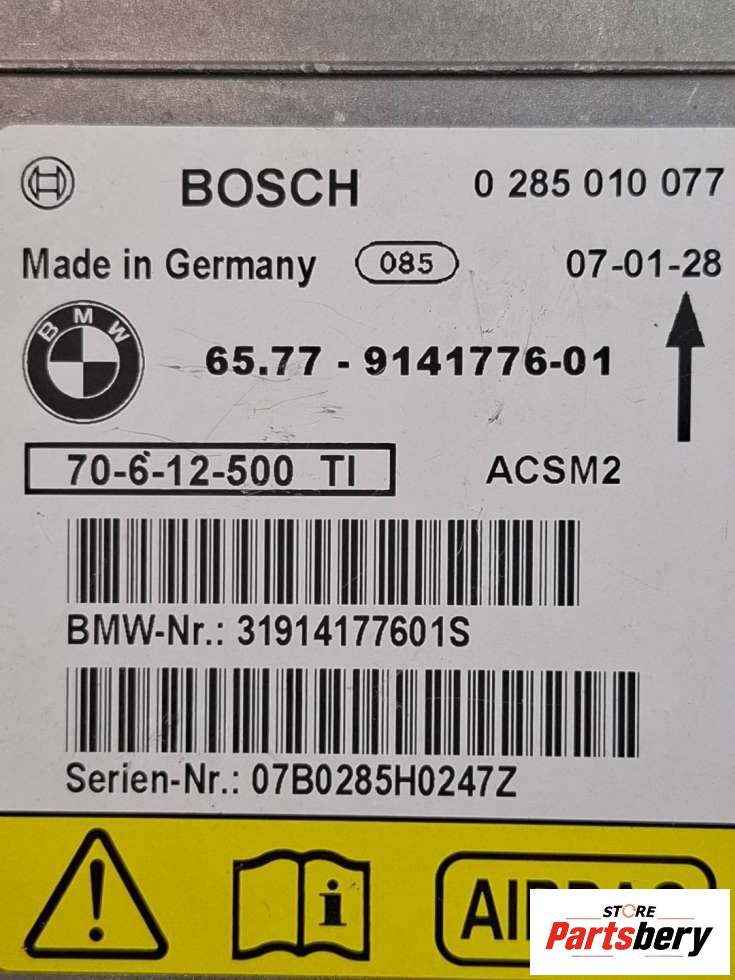 BOSCH 0 285 010 077
Made in Germany 085 07-01-28
BMW 65.77 - 9141776-01
70-6-12-500 TI ACSM2
BMW-Nr.: 31914177601S
Serien-Nr.: 07B0285H0247Z
i
STORE
Partsbery